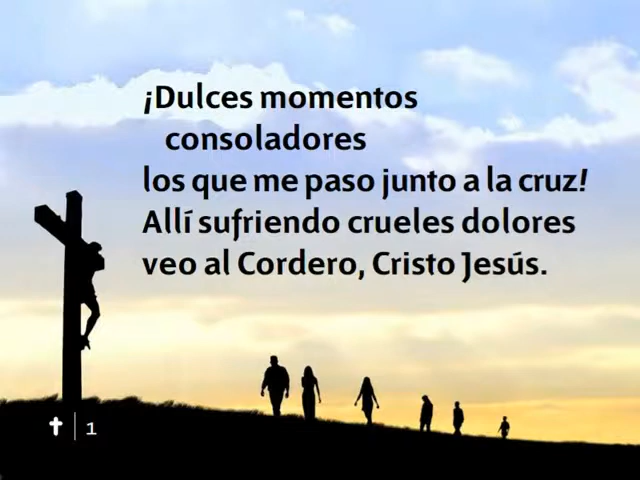 ¡Dulces momentos
consoladores
los que me paso junto a la cruz!
Allí sufriendo crueles dolores
veo al Cordero, Cristo Jesús.
1